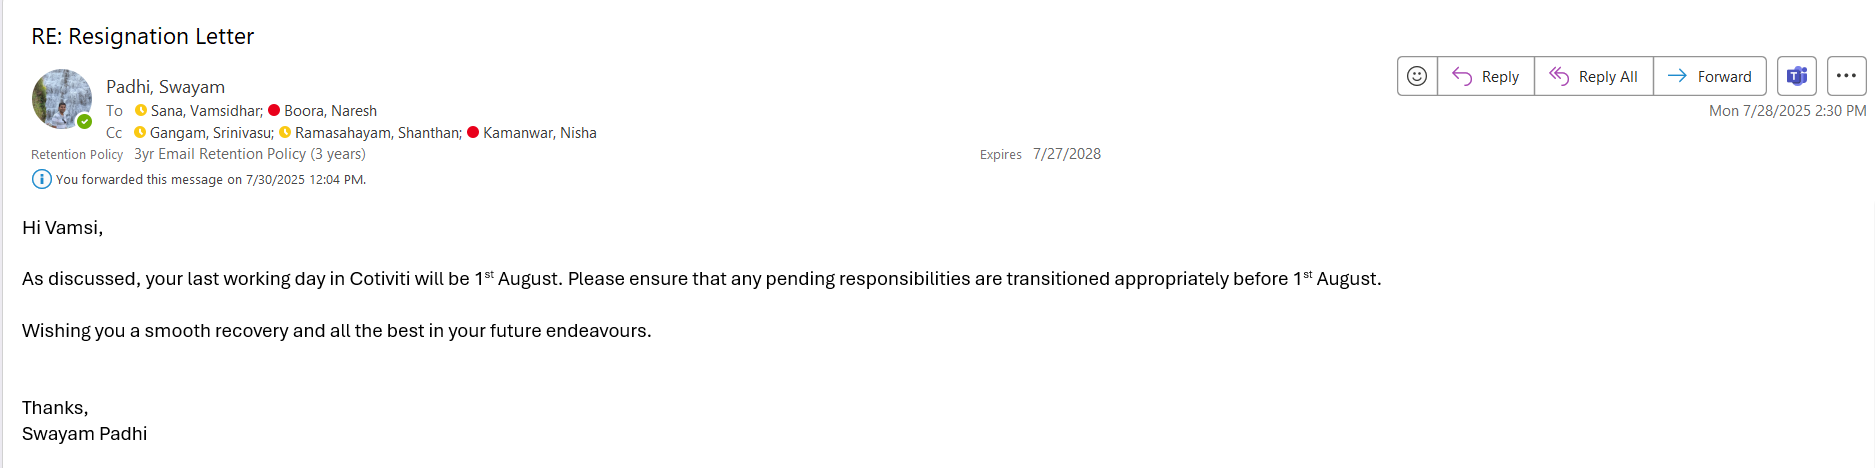 RE: Resignation Letter
Padhi, Swayam
Reply
Reply All
Forward
To Sana, Vamsidhar; Boora, Naresh
Mon 7/28/2025 2:30 PM
Cc Gangam, Srinivasu; Ramasahayam, Shanthan; Kamanwar, Nisha
Retention Policy 3yr Email Retention Policy (3 years)
Expires 7/27/2028
You forwarded this message on 7/30/2025 12:04 PM.
Hi Vamsi,
As discussed, your last working day in Cotiviti will be 1st August. Please ensure that any pending responsibilities are transitioned appropriately before 1st August.
Wishing you a smooth recovery and all the best in your future endeavours.
Thanks,
Swayam Padhi